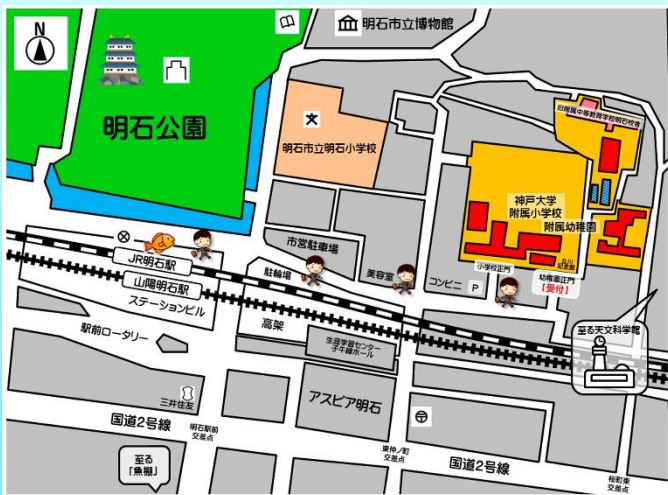 N
明石市立博物館
旧附属中等教育学校明石校舎
明石公園
文
明石市立明石小学校
神戸大学
附属小学校
附属幼稚園
市営駐車場
JR明石駅
駐輪場
美容室
コンビニ
P
小学校正門
幼稚園正門
【受付】
山陽明石駅
ステーションビル
至る天文科学館
駅前ロータリー
高架
生涯学習センター
子午線ホール
アスピア明石
三井住友
国道2号線
明石駅前
交差点
東仲ノ町
交差点
国道2号線
至る
「魚棚」
桜町東
交差点